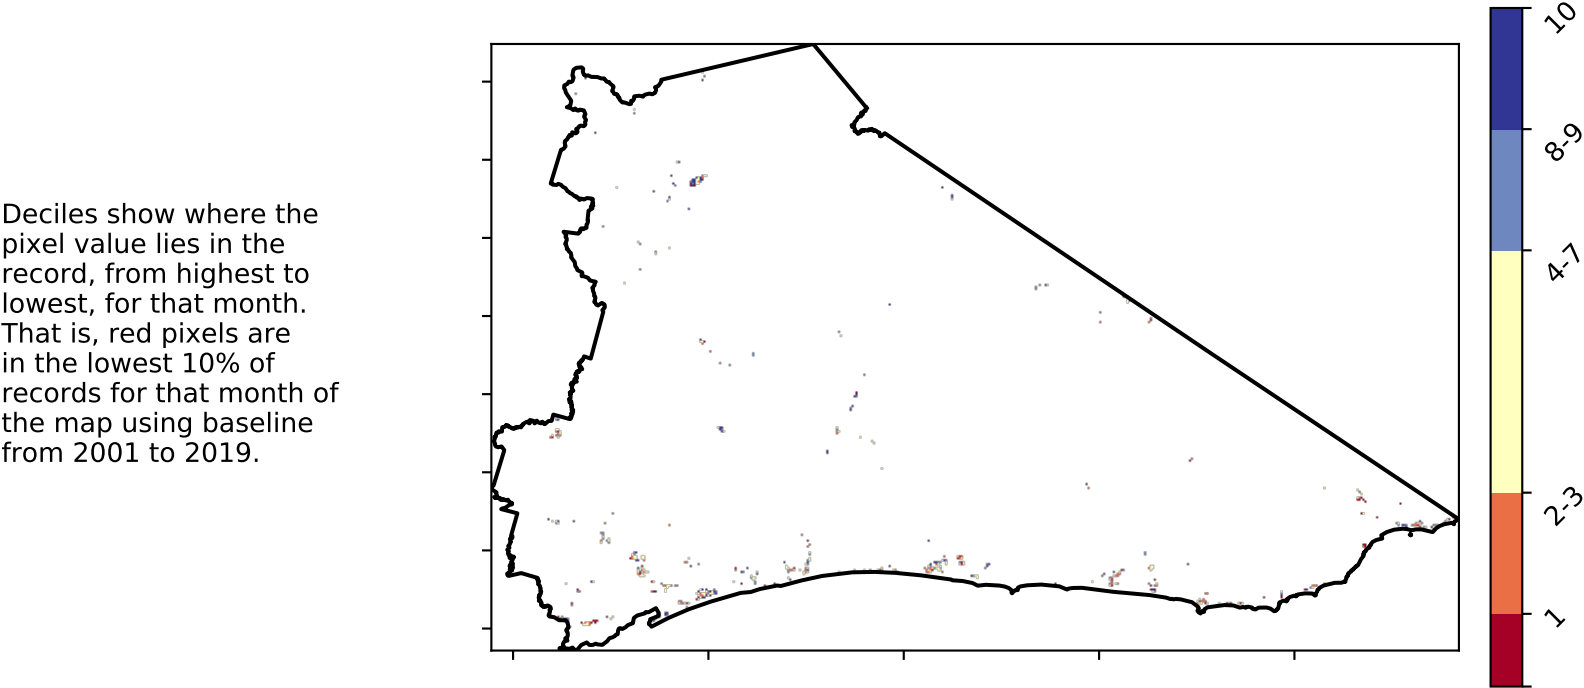 Deciles show where the
pixel value lies in the
record, from highest to
lowest, for that month.
That is, red pixels are
in the lowest 10% of
records for that month of
the map using baseline
from 2001 to 2019.
10
8-9
4-7
2-3
1